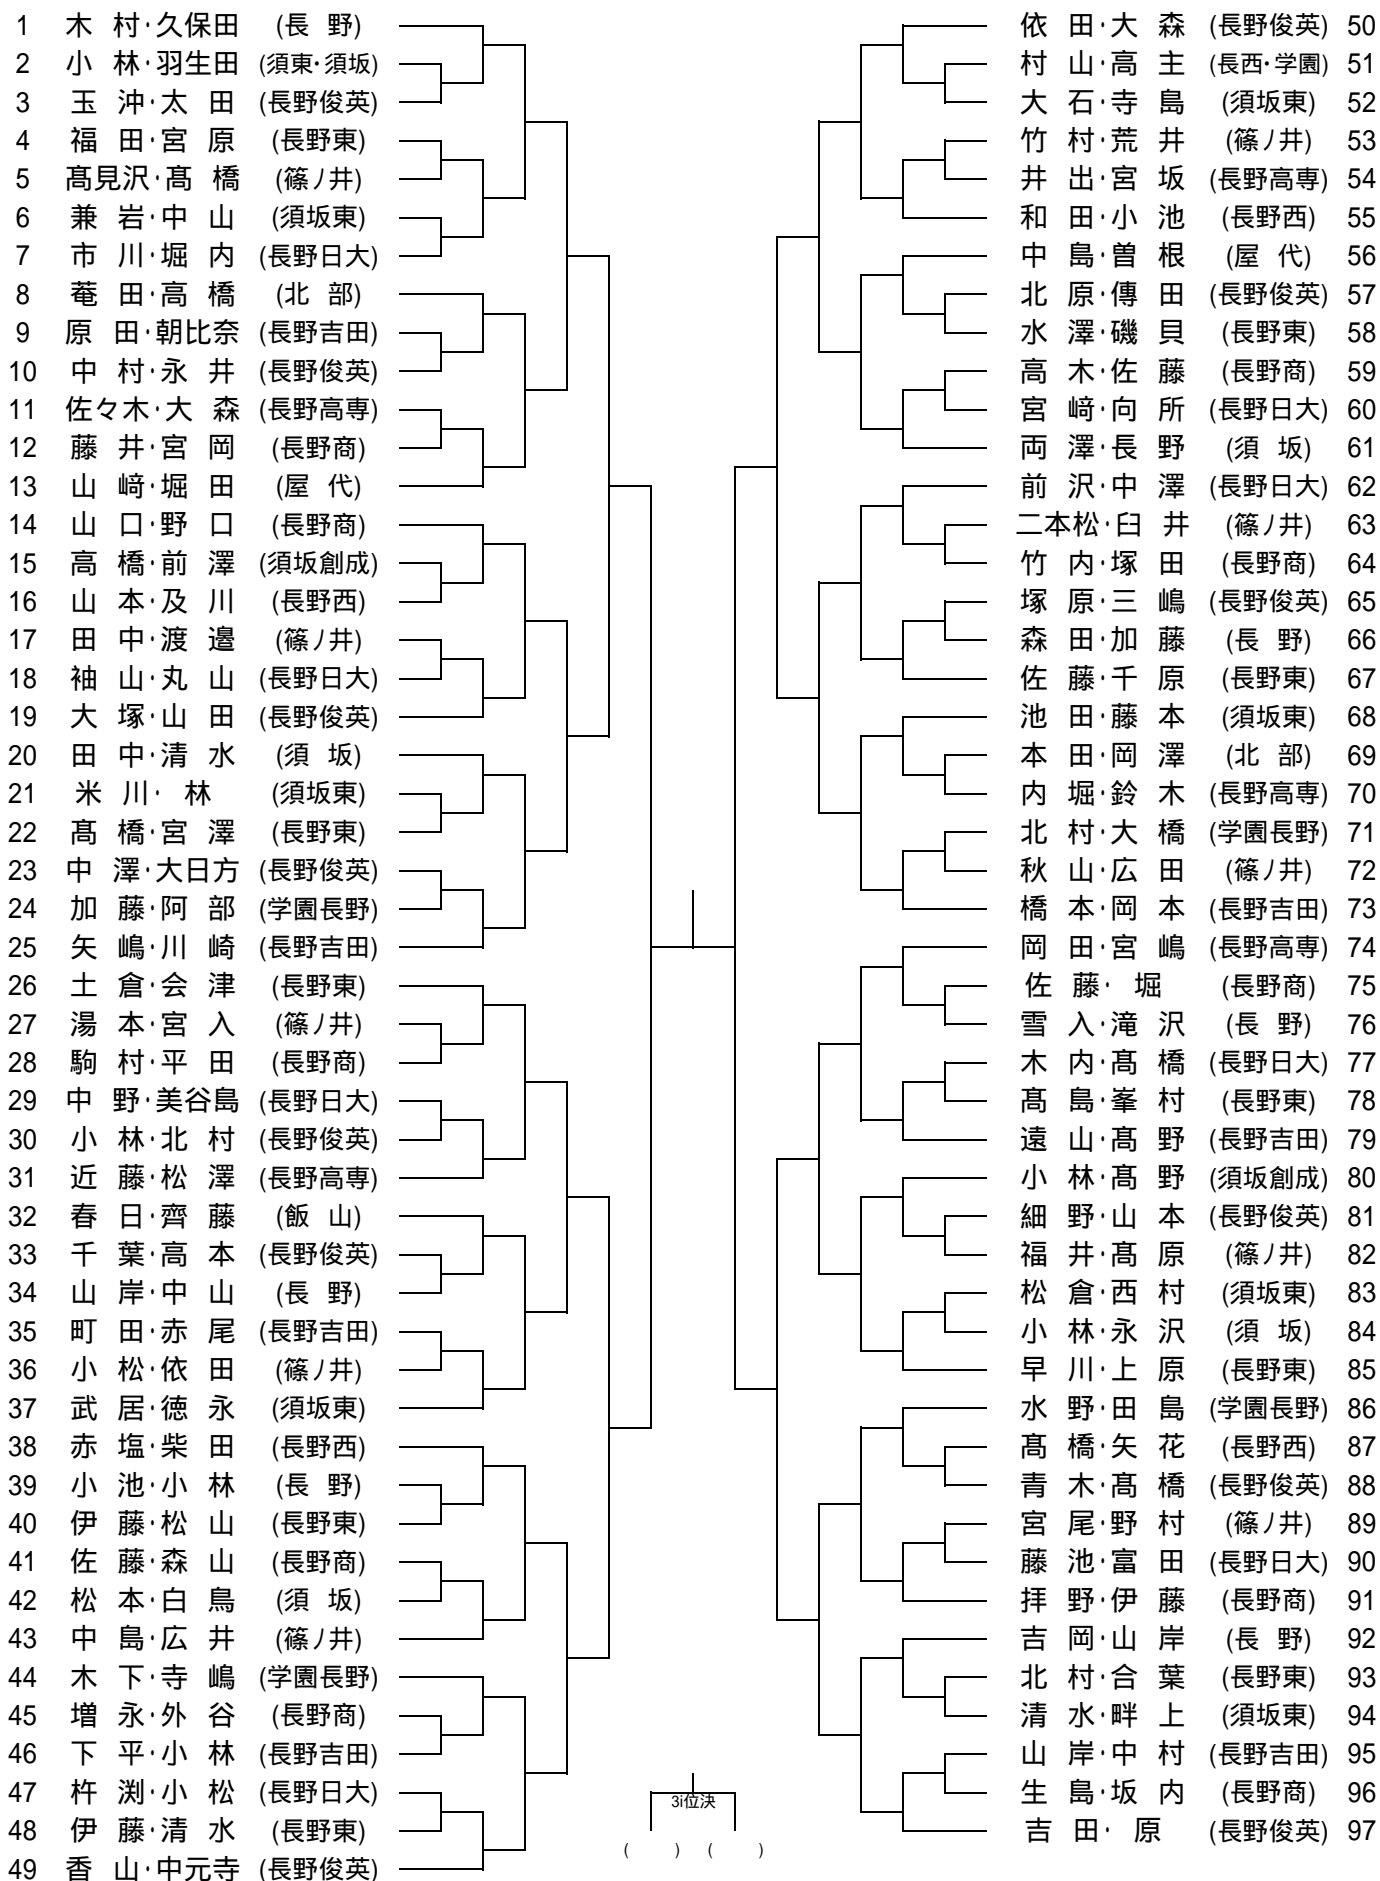 1 木 村・久保田 (長 野)
2 小 林・羽生田 (須東・須坂)
3 玉 沖・太 田 (長野俊英)
4 福 田・宮 原 (長野東)
5 髙見沢・髙 橋 (篠ノ井)
6 兼 岩・中 山 (須坂東)
7 市 川・堀 内 (長野日大)
8 菴 田・高 橋 (北 部)
9 原 田・朝比奈 (長野吉田)
10 中 村・永 井 (長野俊英)
11 佐々木・大 森 (長野高専)
12 藤 井・宮 岡 (長野商)
13 山 﨑・堀 田 (屋 代)
14 山 口・野 口 (長野商)
15 高 橋・前 澤 (須坂創成)
16 山 本・及 川 (長野西)
17 田 中・渡 邉 (篠ノ井)
18 袖 山・丸 山 (長野日大)
19 大 塚・山 田 (長野俊英)
20 田 中・清 水 (須 坂)
21 米 川・ 林 (須坂東)
22 髙 橋・宮 澤 (長野東)
23 中 澤・大日方 (長野俊英)
24 加 藤・阿 部 (学園長野)
25 矢 嶋・川 崎 (長野吉田)
26 土 倉・会 津 (長野東)
27 湯 本・宮 入 (篠ノ井)
28 駒 村・平 田 (長野商)
29 中 野・美谷島 (長野日大)
30 小 林・北 村 (長野俊英)
31 近 藤・松 澤 (長野高専)
32 春 日・齊 藤 (飯 山)
33 千 葉・高 本 (長野俊英)
34 山 岸・中 山 (長 野)
35 町 田・赤 尾 (長野吉田)
36 小 松・依 田 (篠ノ井)
37 武 居・徳 永 (須坂東)
38 赤 塩・柴 田 (長野西)
39 小 池・小 林 (長 野)
40 伊 藤・松 山 (長野東)
41 佐 藤・森 山 (長野商)
42 松 本・白 鳥 (須 坂)
43 中 島・広 井 (篠ノ井)
44 木 下・寺 嶋 (学園長野)
45 増 永・外 谷 (長野商)
46 下 平・小 林 (長野吉田)
47 杵 渕・小 松 (長野日大)
48 伊 藤・清 水 (長野東)
49 香 山・中元寺 (長野俊英)
3i位決
( ) ( )
依 田・大 森 (長野俊英) 50
村 山・高 主 (長西・学園) 51
大 石・寺 島 (須坂東) 52
竹 村・荒 井 (篠ノ井) 53
井 出・宮 坂 (長野高専) 54
和 田・小 池 (長野西) 55
中 島・曽 根 (屋 代) 56
北 原・傳 田 (長野俊英) 57
水 澤・磯 貝 (長野東) 58
高 木・佐 藤 (長野商) 59
宮 﨑・向 所 (長野日大) 60
両 澤・長 野 (須 坂) 61
前 沢・中 澤 (長野日大) 62
二本松・臼 井 (篠ノ井) 63
竹 内・塚 田 (長野商) 64
塚 原・三 嶋 (長野俊英) 65
森 田・加 藤 (長 野) 66
佐 藤・千 原 (長野東) 67
池 田・藤 本 (須坂東) 68
本 田・岡 澤 (北 部) 69
内 堀・鈴 木 (長野高専) 70
北 村・大 橋 (学園長野) 71
秋 山・広 田 (篠ノ井) 72
橋 本・岡 本 (長野吉田) 73
岡 田・宮 嶋 (長野高専) 74
佐 藤・ 堀 (長野商) 75
雪 入・滝 沢 (長 野) 76
木 内・髙 橋 (長野日大) 77
髙 島・峯 村 (長野東) 78
遠 山・髙 野 (長野吉田) 79
小 林・髙 野 (須坂創成) 80
細 野・山 本 (長野俊英) 81
福 井・髙 原 (篠ノ井) 82
松 倉・西 村 (須坂東) 83
小 林・永 沢 (須 坂) 84
早 川・上 原 (長野東) 85
水 野・田 島 (学園長野) 86
髙 橋・矢 花 (長野西) 87
青 木・髙 橋 (長野俊英) 88
宮 尾・野 村 (篠ノ井) 89
藤 池・富 田 (長野日大) 90
拝 野・伊 藤 (長野商) 91
吉 岡・山 岸 (長 野) 92
北 村・合 葉 (長野東) 93
清 水・畔 上 (須坂東) 94
山 岸・中 村 (長野吉田) 95
生 島・坂 内 (長野商) 96
吉 田・ 原 (長野俊英) 97